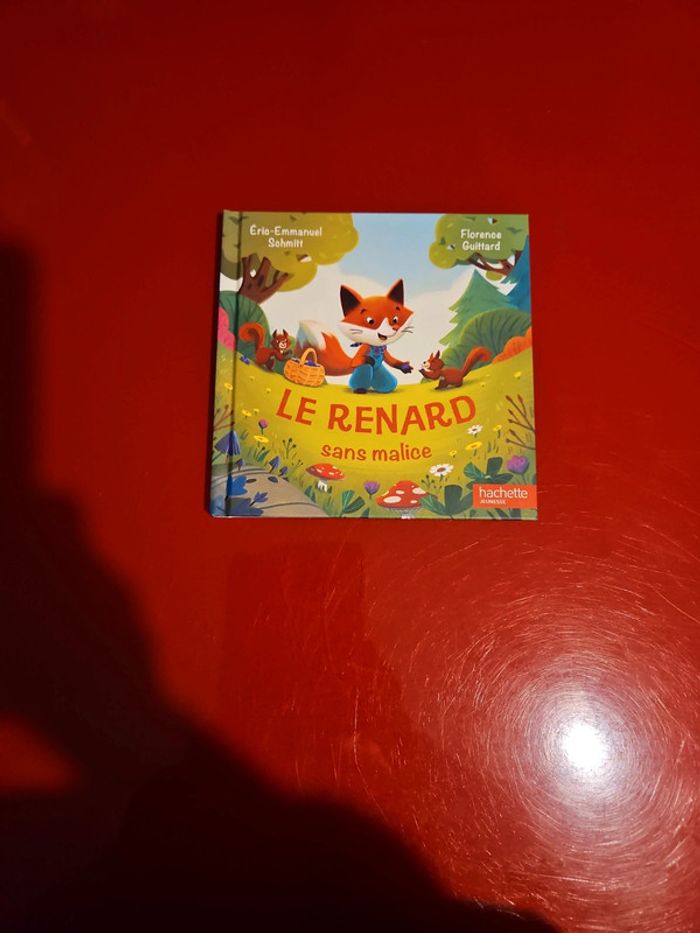 Éric-Emmanuel
Schmitt
Florence
Guittard
LE RENARD
sans malice
hachette
JEUNESSE